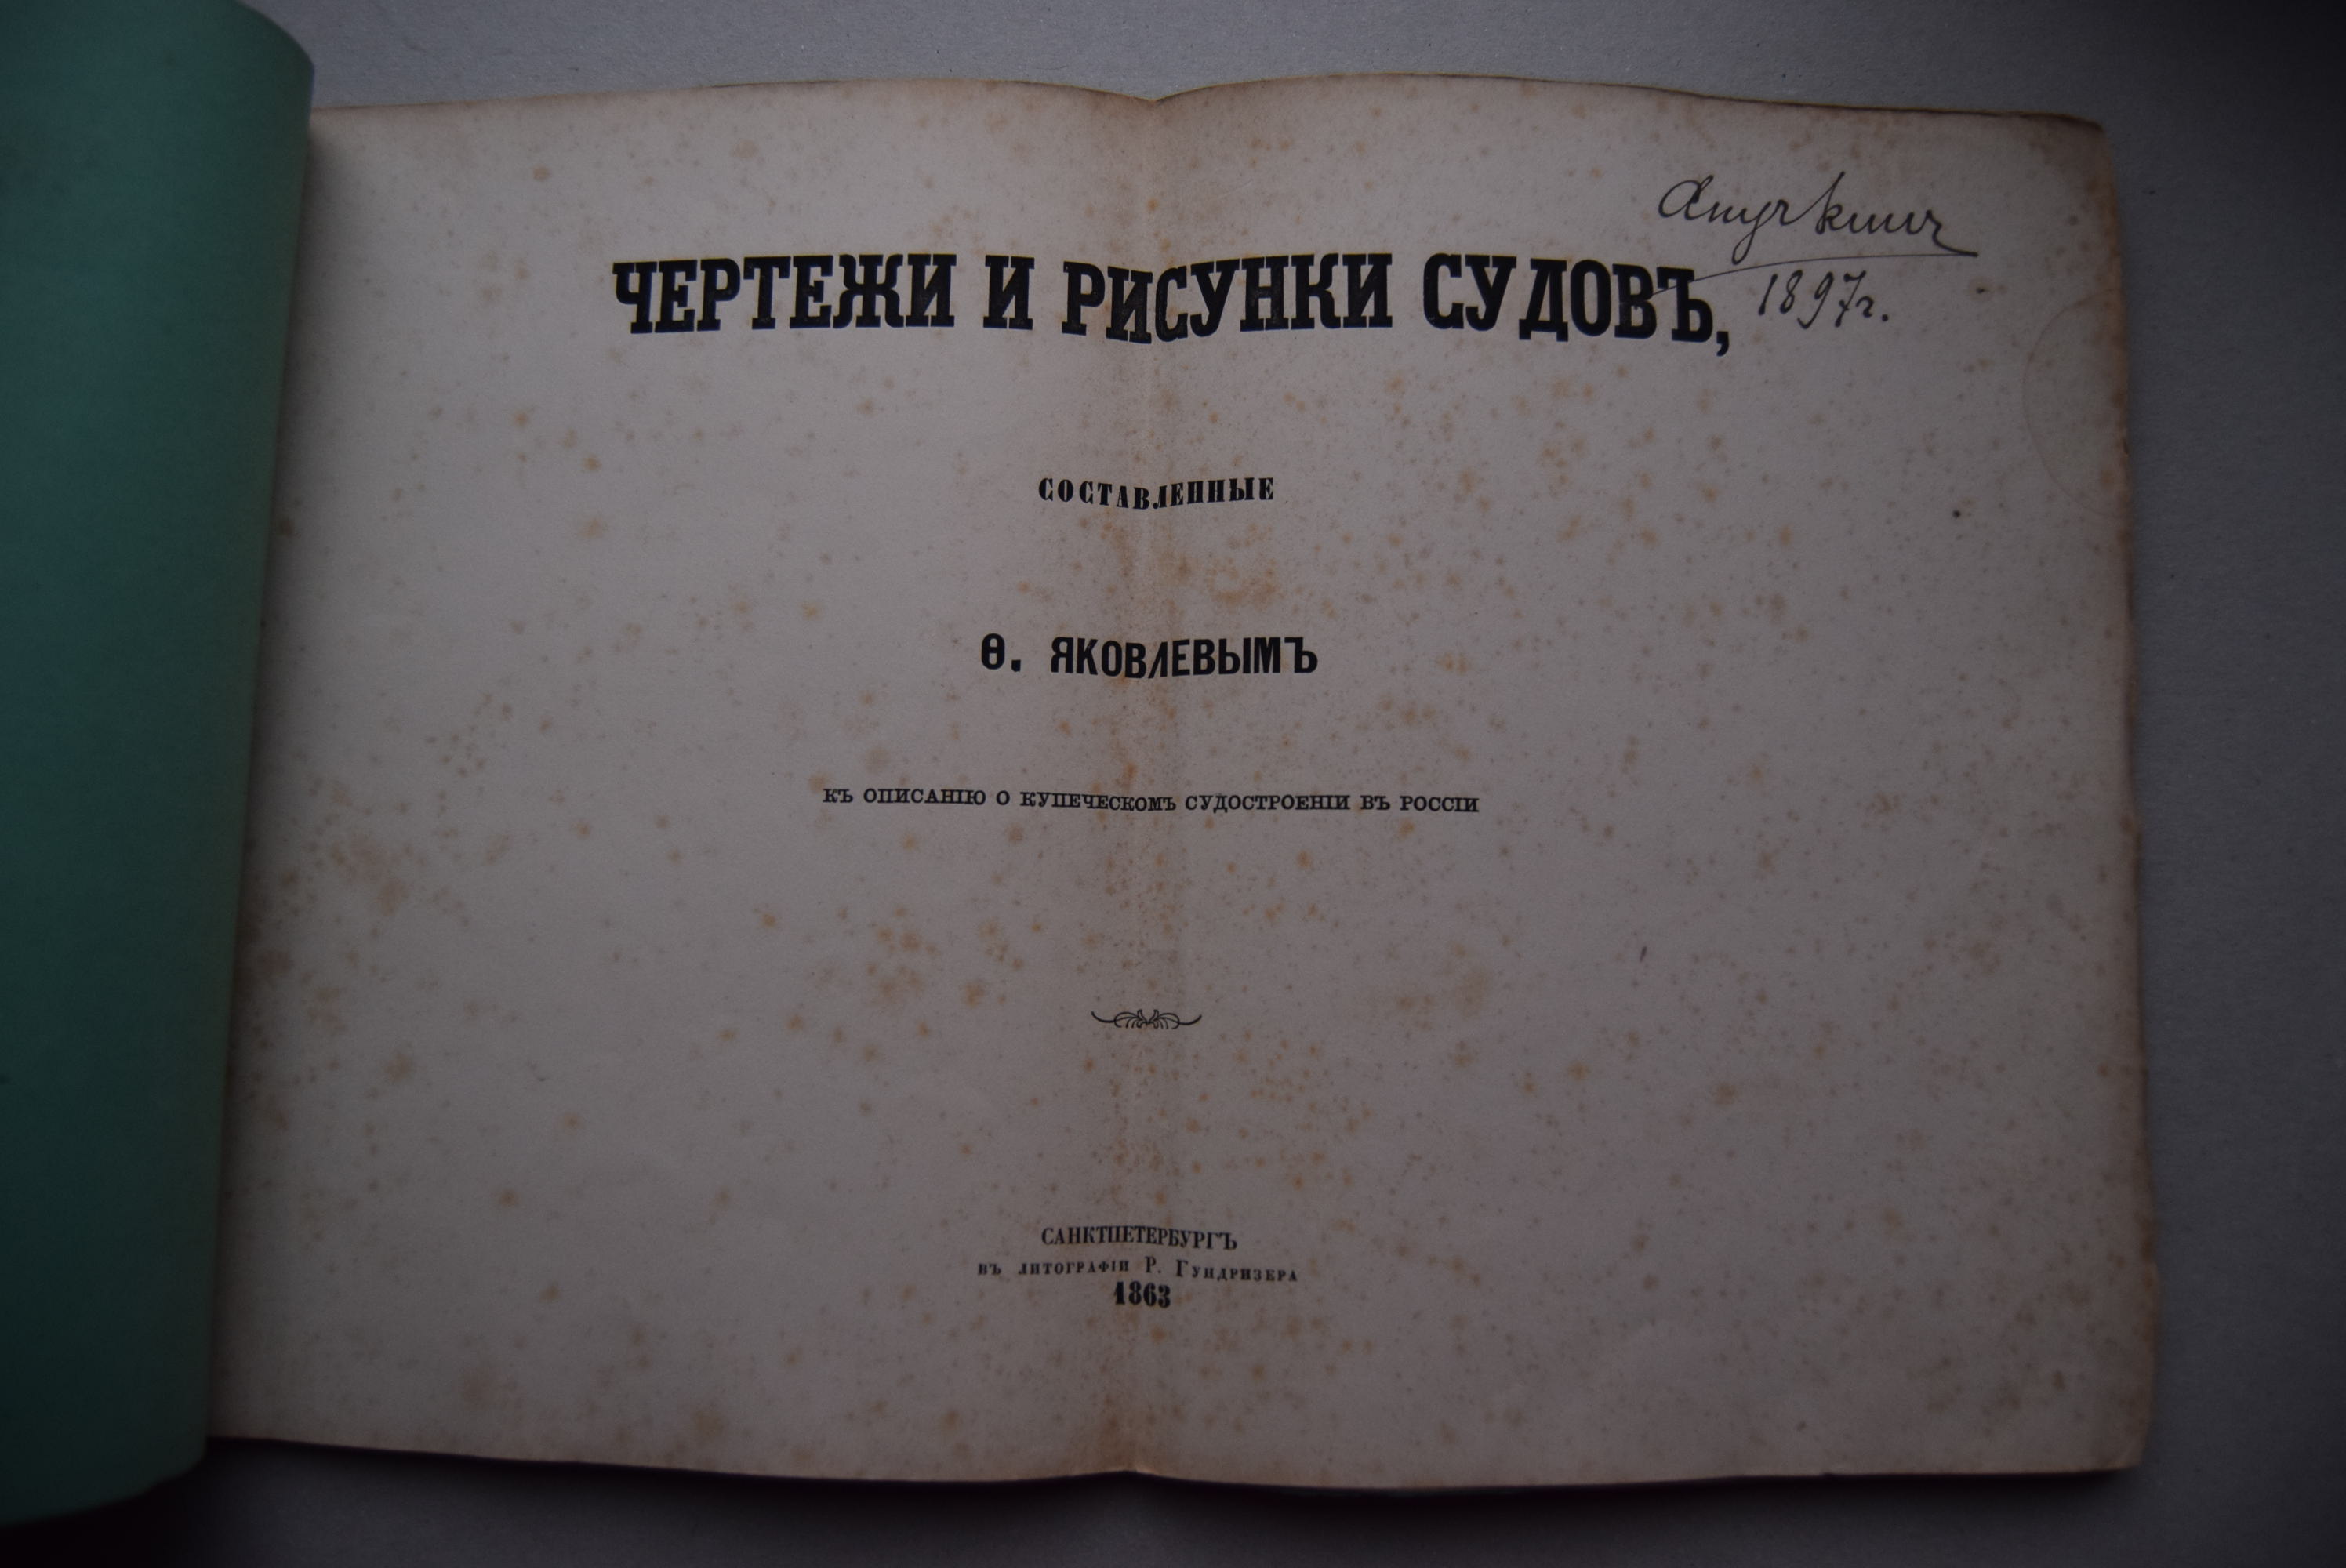 1897г.
ЧЕРТЕЖИ И РИСУНКИ СУДОВЪ,
СОСТАВЛЕННЫЕ
Ѳ. ЯКОВЛЕВЫМЪ
КЪ ОПИСАНІЮ О КУПЕЧЕСКОМЪ СУДОСТРОЕНІИ ВЪ РОССІИ
САНКТПЕТЕРБУРГЪ
ВЪ ЛИТОГРАФІИ Р. ГУНДРИЗЕРА
1863